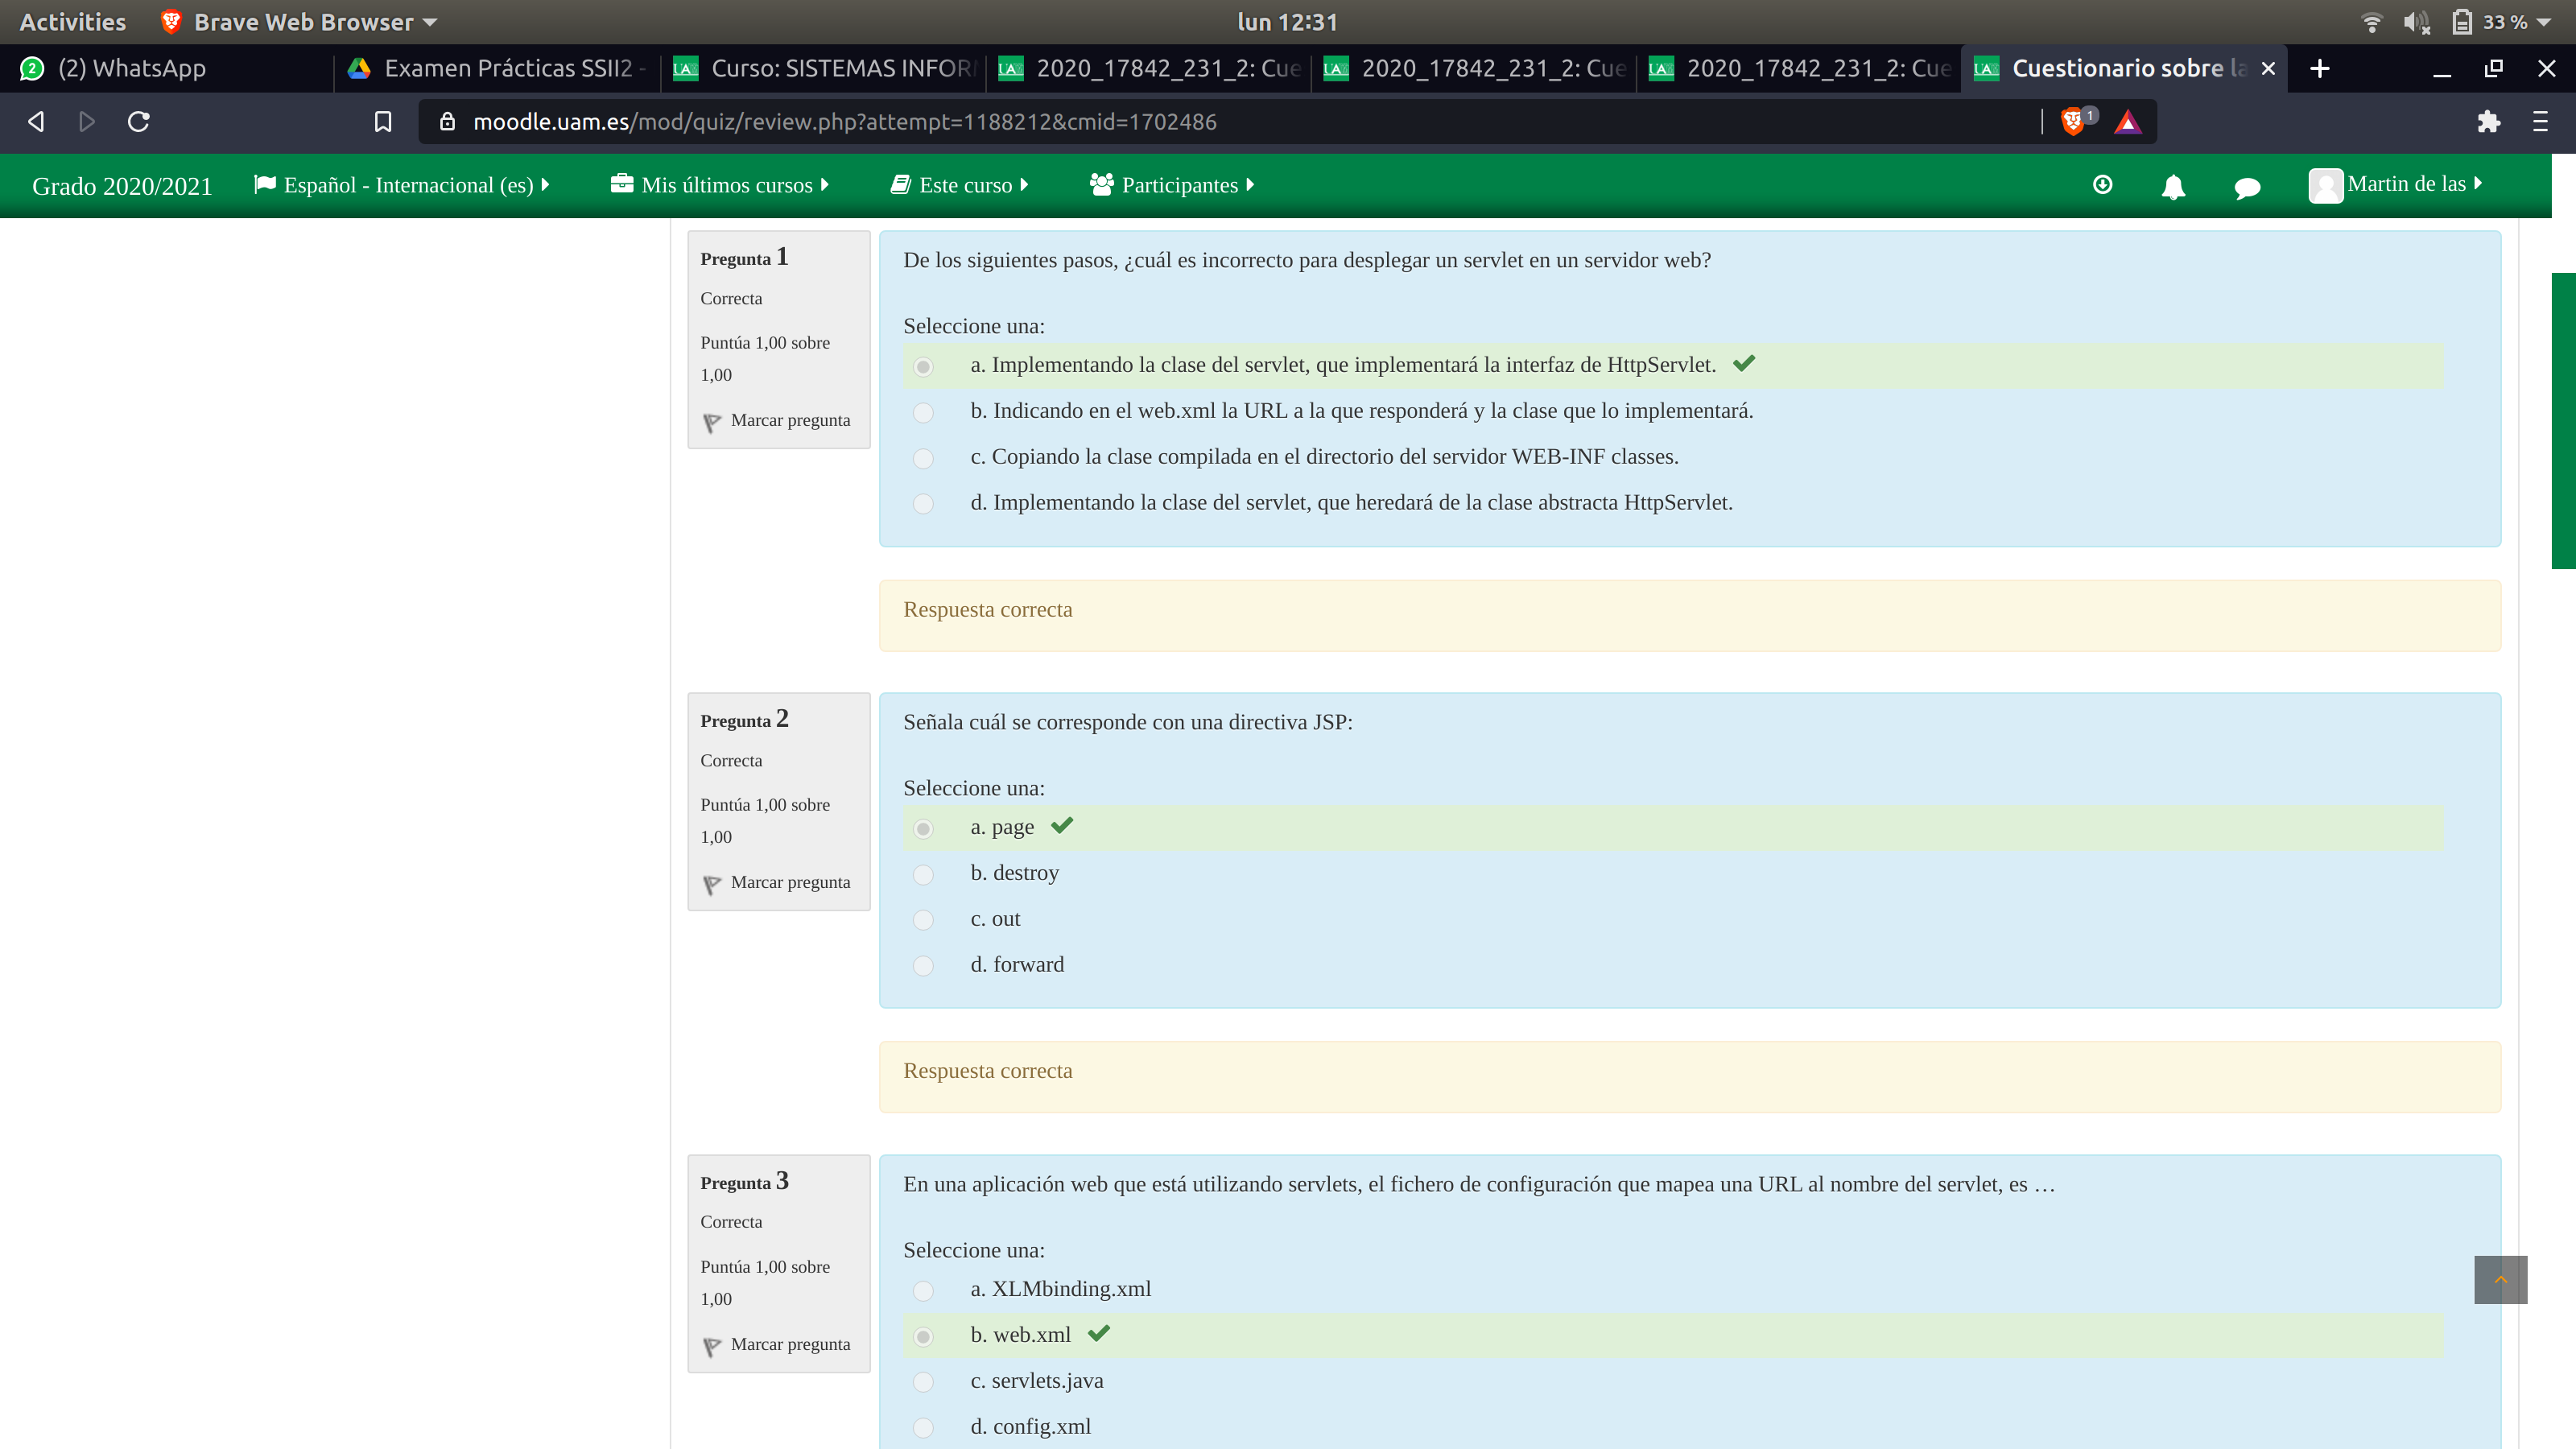 Activities Brave Web Browser lun 12:31 33 %
(2) WhatsApp Examen Prácticas SSII2 - Curso: SISTEMAS INFOR 2020_17842_231_2: Cue 2020_17842_231_2: Cue 2020_17842_231_2: Cue Cuestionario sobre la
moodle.uam.es/mod/quiz/review.php?attempt=1188212&cmid=1702486 1
Grado 2020/2021 Español - Internacional (es) Mis últimos cursos Este curso Participantes Martin de las
Pregunta 1
Correcta
Puntúa 1,00 sobre
1,00
Marcar pregunta
De los siguientes pasos, ¿cuál es incorrecto para desplegar un servlet en un servidor web?
Seleccione una:
a. Implementando la clase del servlet, que implementará la interfaz de HttpServlet.
b. Indicando en el web.xml la URL a la que responderá y la clase que lo implementará.
c. Copiando la clase compilada en el directorio del servidor WEB-INF classes.
d. Implementando la clase del servlet, que heredará de la clase abstracta HttpServlet.
Respuesta correcta
Pregunta 2
Correcta
Puntúa 1,00 sobre
1,00
Marcar pregunta
Señala cuál se corresponde con una directiva JSP:
Seleccione una:
a. page
b. destroy
c. out
d. forward
Respuesta correcta
Pregunta 3
Correcta
Puntúa 1,00 sobre
1,00
Marcar pregunta
En una aplicación web que está utilizando servlets, el fichero de configuración que mapea una URL al nombre del servlet, es …
Seleccione una:
a. XLMbinding.xml
b. web.xml
c. servlets.java
d. config.xml